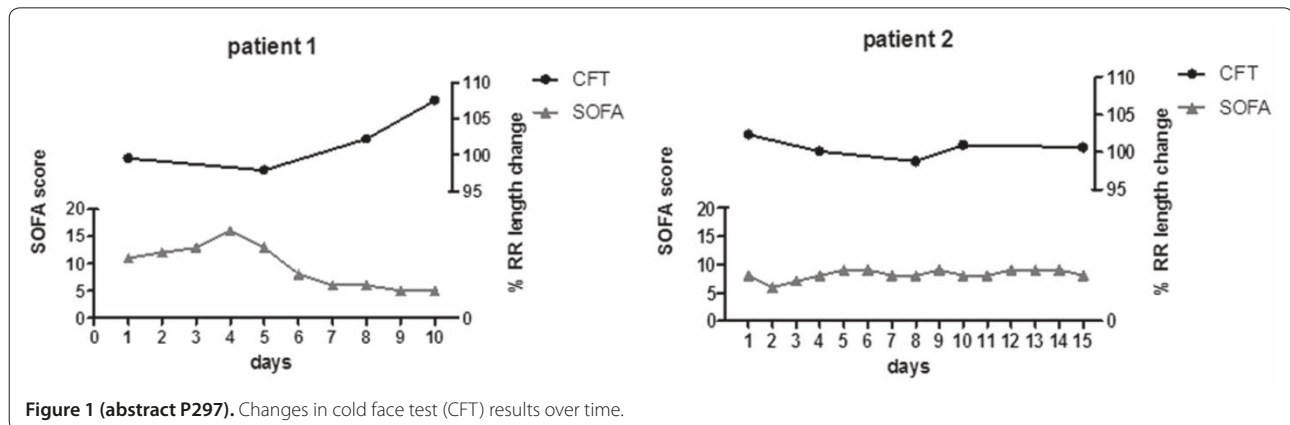 patient 1
CFT
SOFA
SOFA score
20
15
10
5
0
110
105
100
95
0
% RR length change
0 1 2 3 4 5 6 7 8 9 10
days
patient 2
CFT
SOFA
SOFA score
20
15
10
5
0
110
105
100
95
0
% RR length change
1 2 3 4 5 6 7 8 9 10 11 12 13 14 15
days
Figure 1 (abstract P297). Changes in cold face test (CFT) results over time.